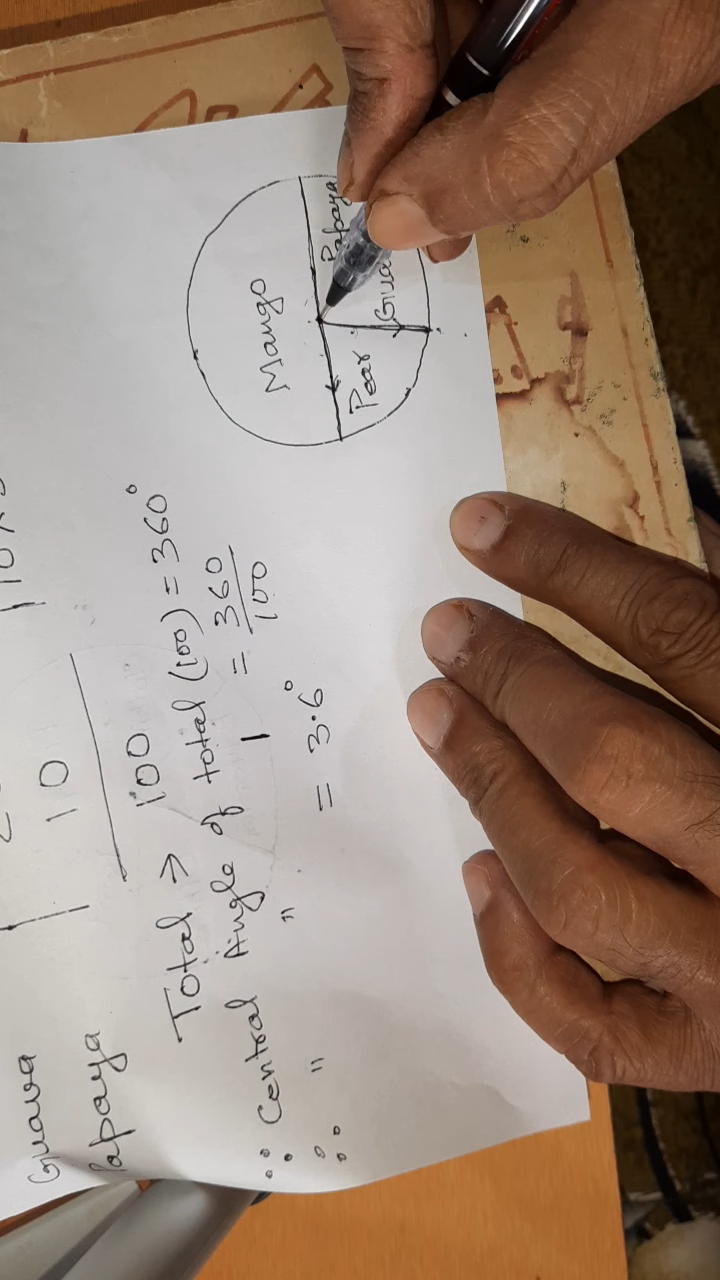 Guava
Papaya 10
Total > 100
∵ Central Angle of total (100) = 360°
∴ " " 1 = 360/100
= 3.6°
Mango
Papaya
Pear